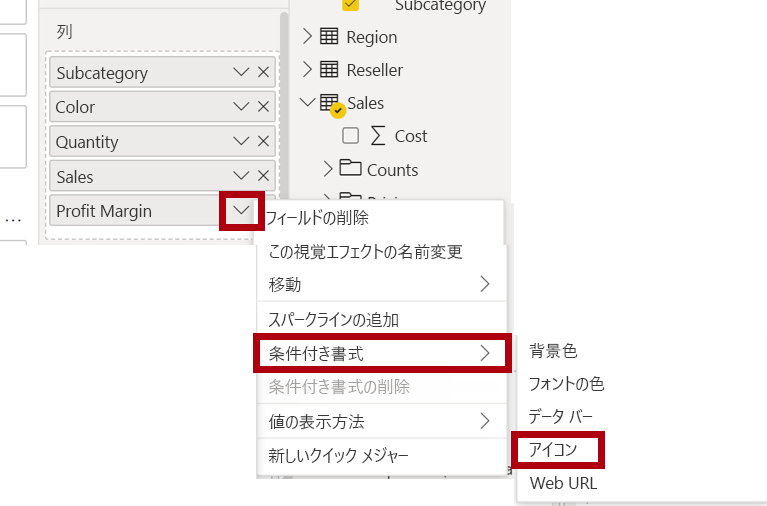 Subcategory
列
Region
Subcategory
Reseller
Color
Sales
Quantity
Cost
Sales
Counts
Profit Margin
...
フィールドの削除
この視覚エフェクトの名前変更
移動
スパークラインの追加
条件付き書式
背景色
条件付き書式の削除
フォントの色
値の表示方法
データ バー
新しいクイック メジャー
アイコン
Web URL